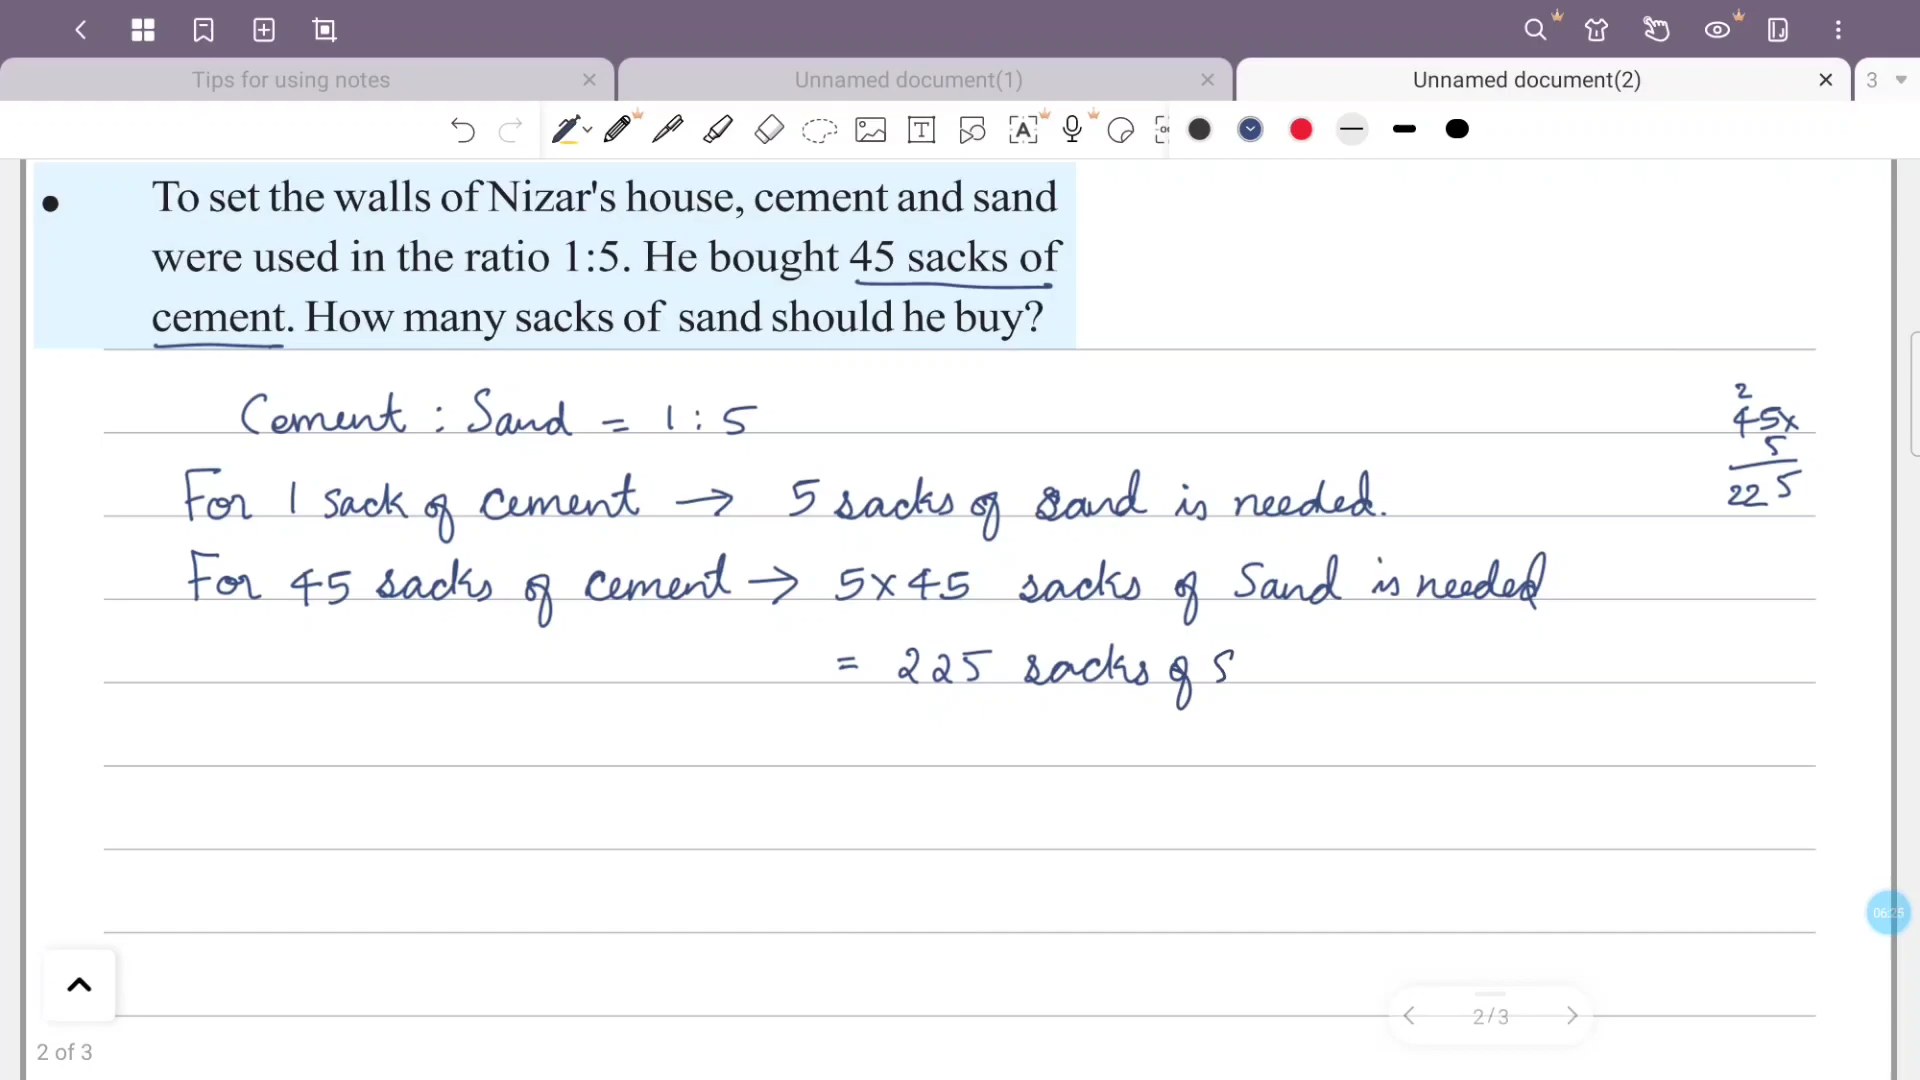 Tips for using notes
Unnamed document(1)
Unnamed document(2)
3
To set the walls of Nizar's house, cement and sand
were used in the ratio 1:5. He bought 45 sacks of
cement. How many sacks of sand should he buy?
Cement : Sand = 1 : 5
For 1 sack of cement → 5 sacks of sand is needed.
For 45 sacks of cement → 5x45 sacks of Sand is needed
= 225 sacks of S
2
45x
5
225
06:25
2/3
2 of 3